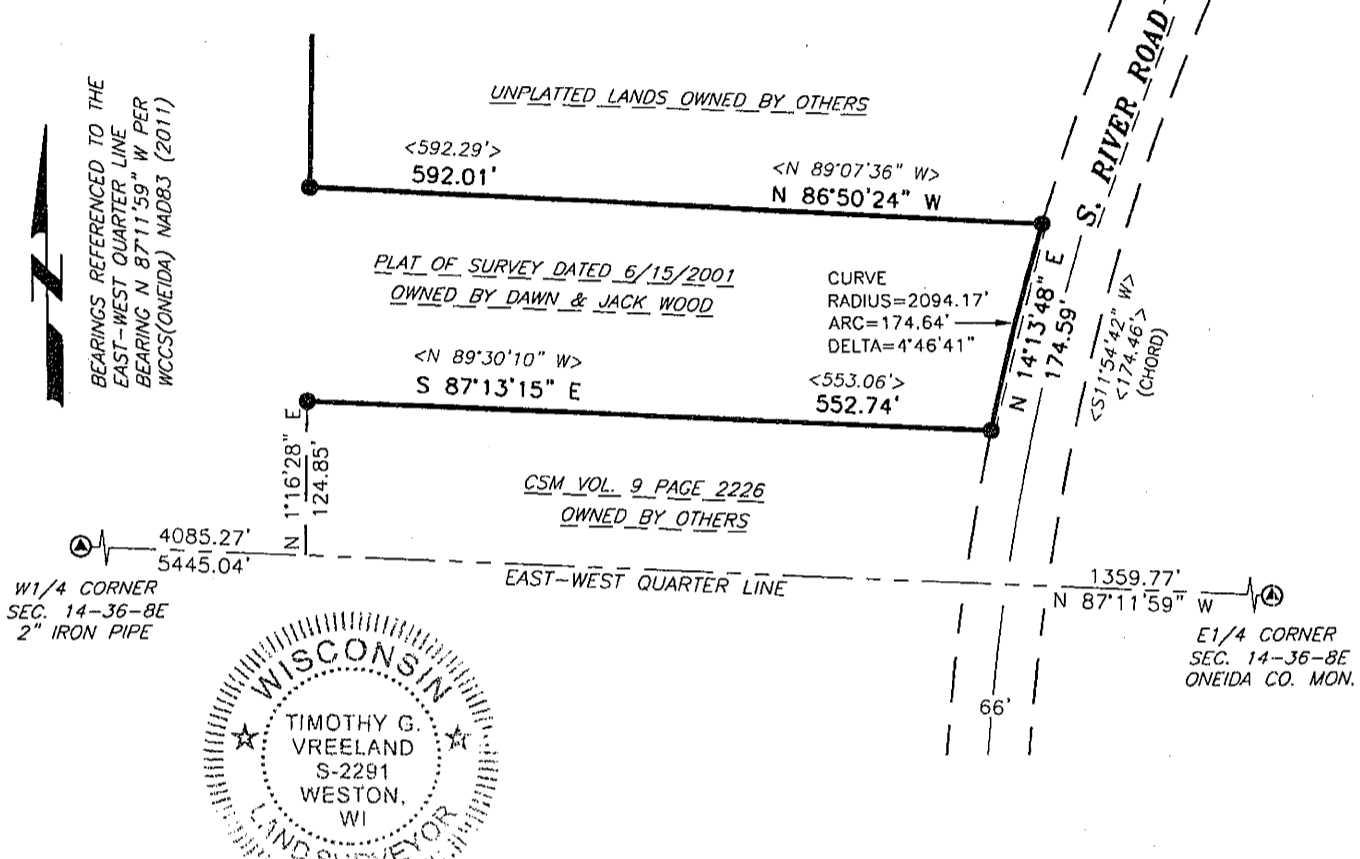 S. RIVER ROAD
BEARINGS REFERENCED TO THE
EAST-WEST QUARTER LINE
BEARING N 87°11'59" W PER
WCCS(ONEIDA) NAD83 (2011)
UNPLATTED LANDS OWNED BY OTHERS
<592.29'>
592.01'
<N 89°07'36" W>
N 86°50'24" W
PLAT OF SURVEY DATED 6/15/2001
OWNED BY DAWN & JACK WOOD
CURVE
RADIUS=2094.17'
ARC=174.64'
DELTA=4°46'41"
N 14°13'48" E
174.59'
<S11°54'42" W>
<174.46'>
(CHORD)
<N 89°30'10" W>
S 87°13'15" E
<553.06'>
552.74'
N 1°16'28" E
124.85'
CSM VOL. 9 PAGE 2226
OWNED BY OTHERS
4085.27'
5445.04'
EAST-WEST QUARTER LINE
1359.77'
N 87°11'59" W
W1/4 CORNER
SEC. 14-36-8E
2" IRON PIPE
E1/4 CORNER
SEC. 14-36-8E
ONEIDA CO. MON.
66'
WISCONSIN
TIMOTHY G.
VREELAND
S-2291
WESTON,
WI
LAND SURVEYOR